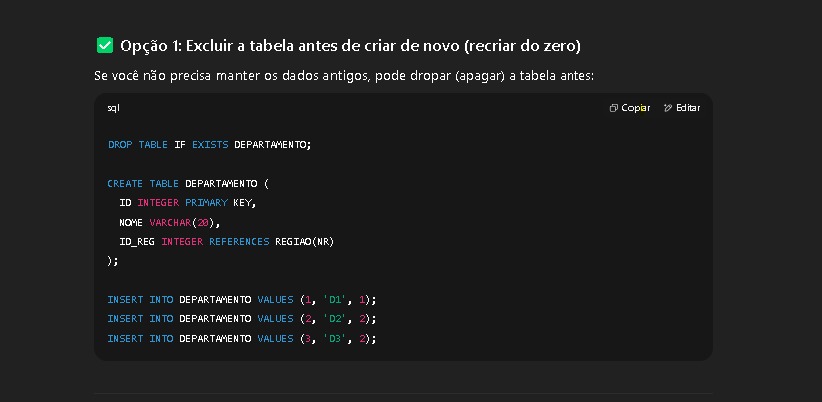 ✅ Opção 1: Excluir a tabela antes de criar de novo (recriar do zero)
Se você não precisa manter os dados antigos, pode dropar (apagar) a tabela antes:
sql Copiar Editar
DROP TABLE IF EXISTS DEPARTAMENTO;
CREATE TABLE DEPARTAMENTO (
ID INTEGER PRIMARY KEY,
NOME VARCHAR(20),
ID_REG INTEGER REFERENCES REGIAO(NR)
);
INSERT INTO DEPARTAMENTO VALUES (1, 'D1', 1);
INSERT INTO DEPARTAMENTO VALUES (2, 'D2', 2);
INSERT INTO DEPARTAMENTO VALUES (3, 'D3', 2);